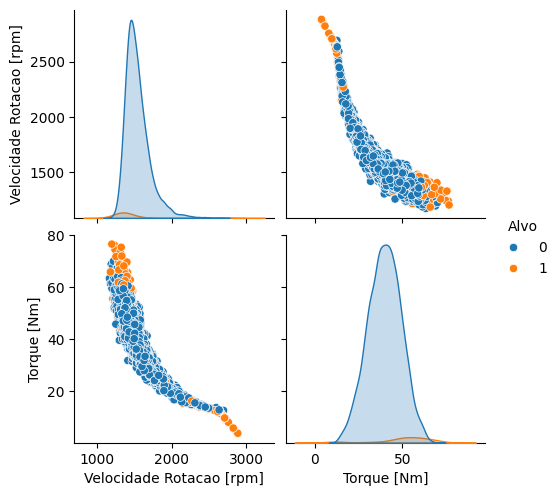 Velocidade Rotacao [rpm]
2500
2000
1500
Alvo
0
1
Torque [Nm]
80
60
40
20
1000 2000 3000
0 50
Velocidade Rotacao [rpm] Torque [Nm]